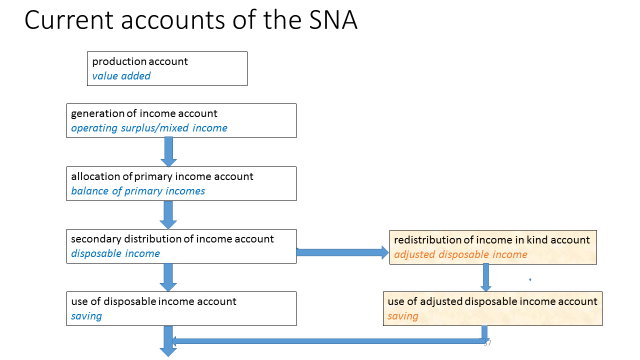 Current accounts of the SNA
production account
value added
generation of income account
operating surplus/mixed income
allocation of primary income account
balance of primary incomes
secondary distribution of income account
disposable income
redistribution of income in kind account
adjusted disposable income
use of disposable income account
saving
use of adjusted disposable income account
saving